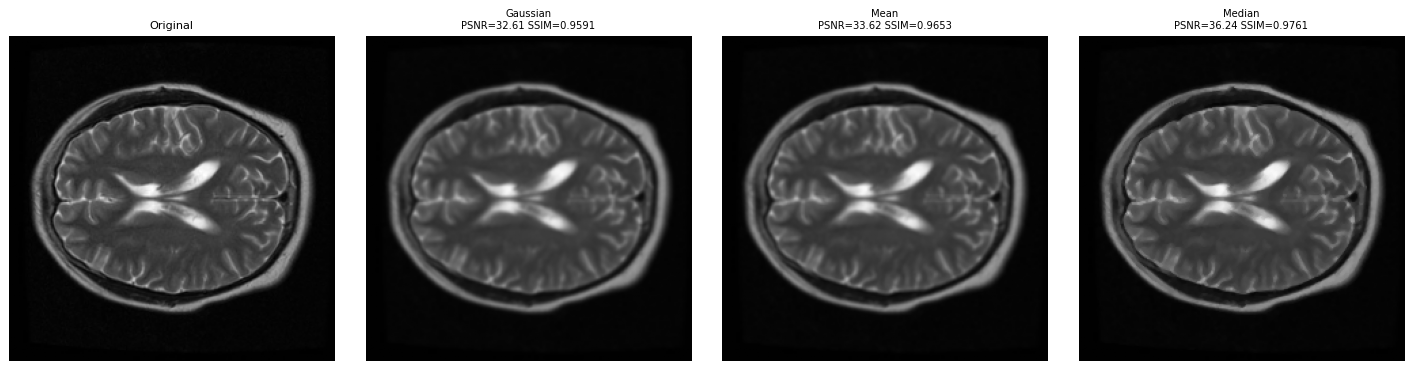 Original
Gaussian
PSNR=32.61 SSIM=0.9591
Mean
PSNR=33.62 SSIM=0.9653
Median
PSNR=36.24 SSIM=0.9761